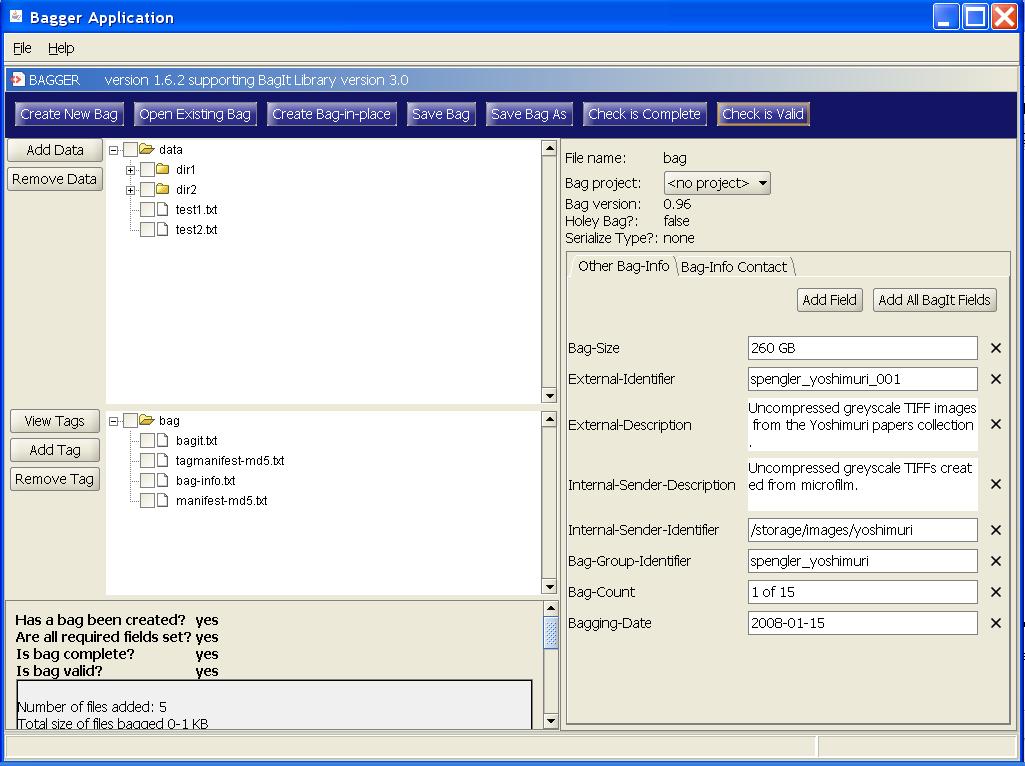 Bagger Application
File Help
BAGGER version 1.6.2 supporting BagIt Library version 3.0
Create New Bag Open Existing Bag Create Bag-in-place Save Bag Save Bag As Check is Complete Check is Valid
Add Data
Remove Data
data
dir1
dir2
test1.txt
test2.txt
View Tags
Add Tag
Remove Tag
bag
bagit.txt
tagmanifest-md5.txt
bag-info.txt
manifest-md5.txt
Has a bag been created? yes
Are all required fields set? yes
Is bag complete? yes
Is bag valid? yes
Number of files added: 5
Total size of files bagged 0-1 KB
File name: bag
Bag project: <no project>
Bag version: 0.96
Holey Bag?: false
Serialize Type?: none
Other Bag-Info Bag-Info Contact
Add Field Add All BagIt Fields
Bag-Size 260 GB
External-Identifier spengler_yoshimuri_001
External-Description Uncompressed greyscale TIFF images
from the Yoshimuri papers collection
.
Internal-Sender-Description Uncompressed greyscale TIFFs creat
ed from microfilm.
Internal-Sender-Identifier /storage/images/yoshimuri
Bag-Group-Identifier spengler_yoshimuri
Bag-Count 1 of 15
Bagging-Date 2008-01-15